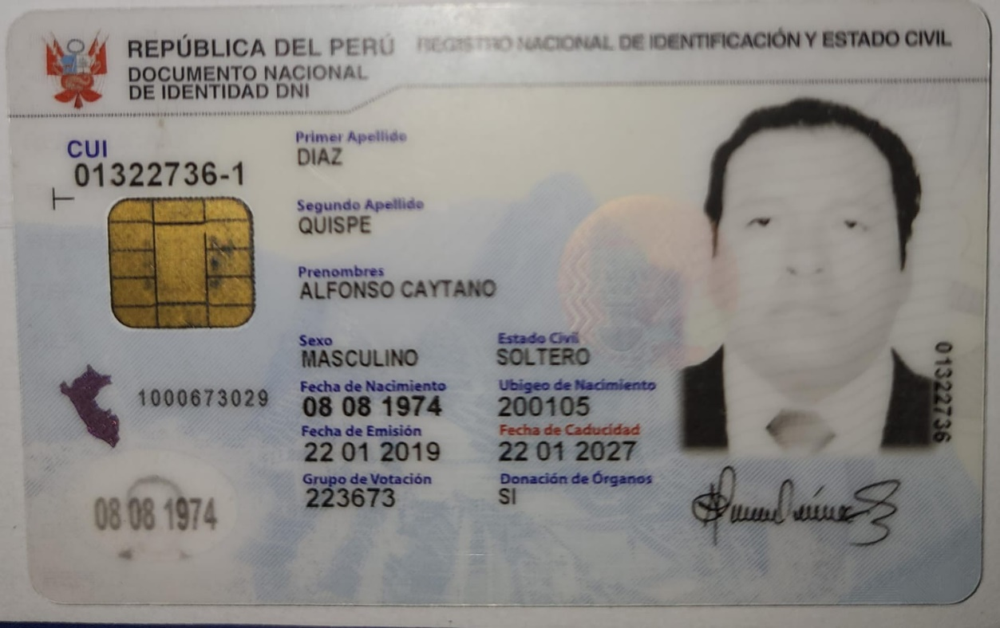 REPÚBLICA DEL PERÚ REGISTRO NACIONAL DE IDENTIFICACIÓN Y ESTADO CIVIL
DOCUMENTO NACIONAL
DE IDENTIDAD DNI
CUI
01322736-1
Primer Apellido
DIAZ
Segundo Apellido
QUISPE
Prenombres
ALFONSO CAYTANO
Sexo
MASCULINO
Estado Civil
SOLTERO
Fecha de Nacimiento
08 08 1974
Ubigeo de Nacimiento
200105
Fecha de Emisión
22 01 2019
Fecha de Caducidad
22 01 2027
Grupo de Votación
223673
Donación de Órganos
SI
1000673029
08 08 1974
01322736